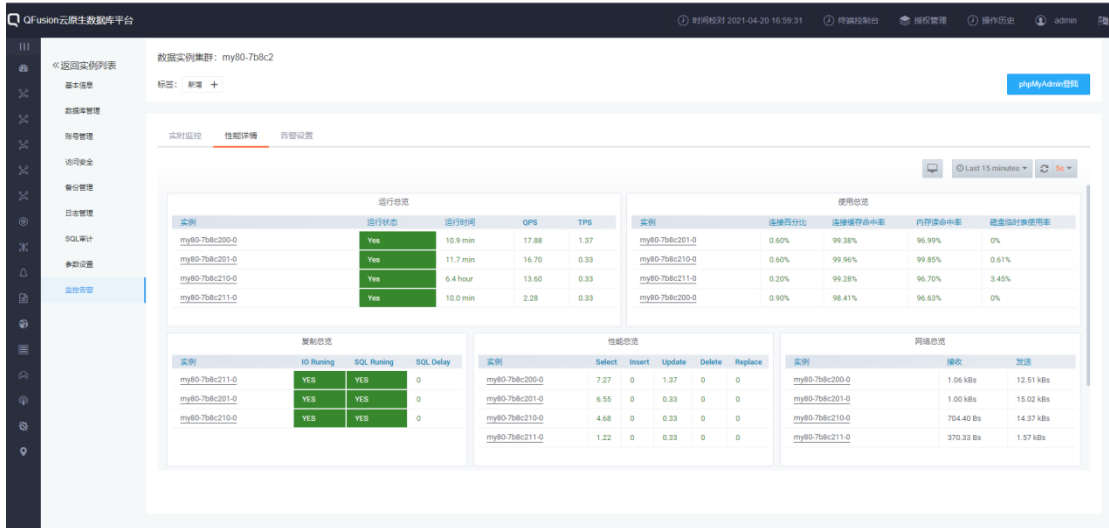 QFusion云原生数据库平台 时间校对 2021-04-20 16:59:31 终端控制台 授权管理 操作历史 admin
«返回实例列表
基本信息
数据库管理
账号管理
访问安全
备份管理
日志管理
SQL审计
参数设置
监控告警
数据实例集群: my80-7b8c2
标签: 新增 +
phpMyAdmin登陆
实时监控 性能详情 告警设置
Last 15 minutes 5s
运行总览
实例 运行状态 运行时间 QPS TPS
my80-7b8c200-0 Yes 10.9 min 17.88 1.37
my80-7b8c201-0 Yes 11.7 min 16.70 0.33
my80-7b8c210-0 Yes 6.4 hour 13.60 0.33
my80-7b8c211-0 Yes 10.0 min 2.28 0.33
使用总览
实例 连接百分比 连接缓存命中率 内存读命中率 磁盘临时表使用率
my80-7b8c201-0 0.60% 99.38% 96.99% 0%
my80-7b8c210-0 0.60% 99.96% 99.85% 0.61%
my80-7b8c211-0 0.20% 99.28% 96.70% 3.45%
my80-7b8c200-0 0.90% 98.41% 96.63% 0%
复制总览
实例 IO Runing SQL Runing SQL Delay
my80-7b8c211-0 YES YES 0
my80-7b8c201-0 YES YES 0
my80-7b8c210-0 YES YES 0
性能总览
实例 Select Insert Update Delete Replace
my80-7b8c200-0 7.27 0 1.37 0 0
my80-7b8c201-0 6.55 0 0.33 0 0
my80-7b8c210-0 4.68 0 0.33 0 0
my80-7b8c211-0 1.22 0 0.33 0 0
网络总览
实例 接收 发送
my80-7b8c200-0 1.06 kBs 12.51 kBs
my80-7b8c201-0 1.00 kBs 15.02 kBs
my80-7b8c210-0 704.40 Bs 14.37 kBs
my80-7b8c211-0 370.33 Bs 1.57 kBs